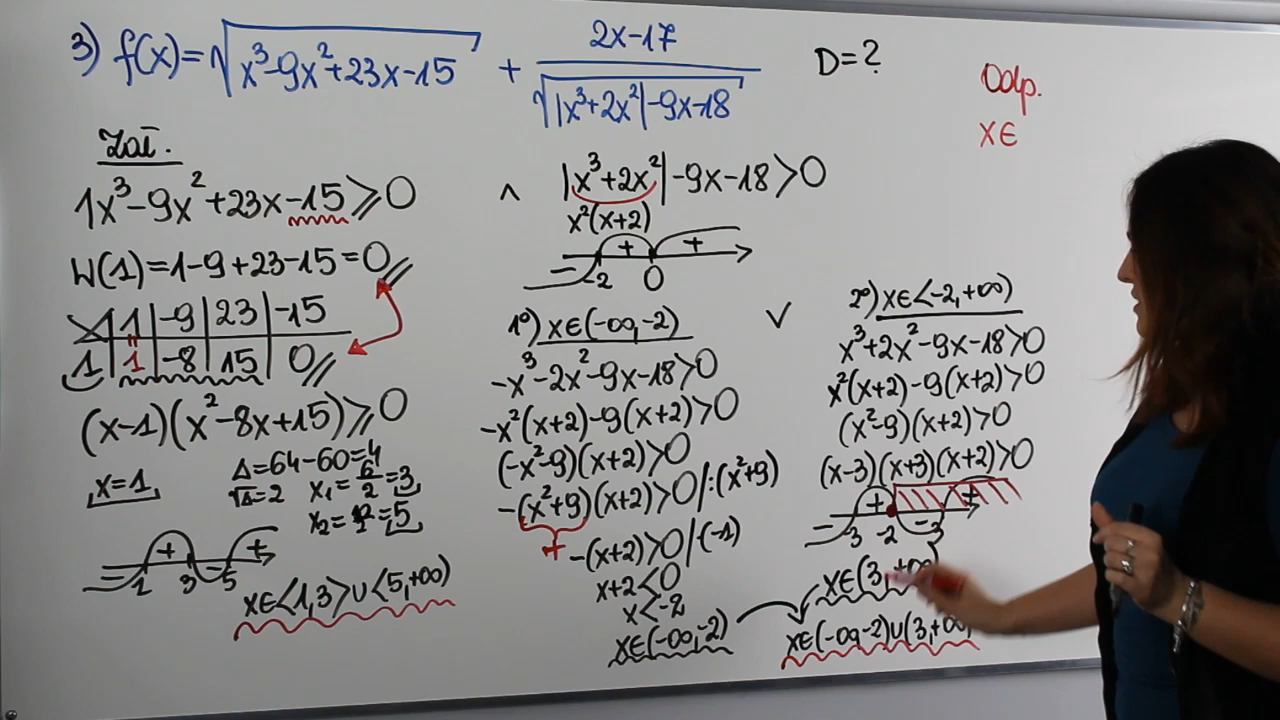 3) f(x)=√x³-9x²+23x-15 + 2x-17/√|x³+2x²|-9x-18 D=?
Odp.
x∈
Zał.
1x³-9x²+23x-15⩾0 ∧ |x³+2x²|-9x-18>0
x²(x+2)
- -2 + 0 +
W(1)=1-9+23-15=0
1 | -9 | 23 | -15
1 | 1 | -8 | 15 | 0
(x-1)(x²-8x+15)⩾0
x=1
Δ=64-60=4
√Δ=2 x₁=6/2=3
x₂= =5
- 1 + 3 - 5 +
x∈<1,3>∪<5,+∞)
1°) x∈(-∞,-2)
-x³-2x²-9x-18>0
-x²(x+2)-9(x+2)>0
(-x²-9)(x+2)>0
-(x²+9)(x+2)>0/:(x²+9)
+
-(x+2)>0/(-1)
x+2<0
x<-2
x∈(-∞,-2)
∨
2°) x∈<-2,+∞)
x³+2x²-9x-18>0
x²(x+2)-9(x+2)>0
(x²-9)(x+2)>0
(x-3)(x+3)(x+2)>0
- -3 + -2 - 3 +
x∈(3,+∞)
x∈(-∞,-2)∪(3,+∞